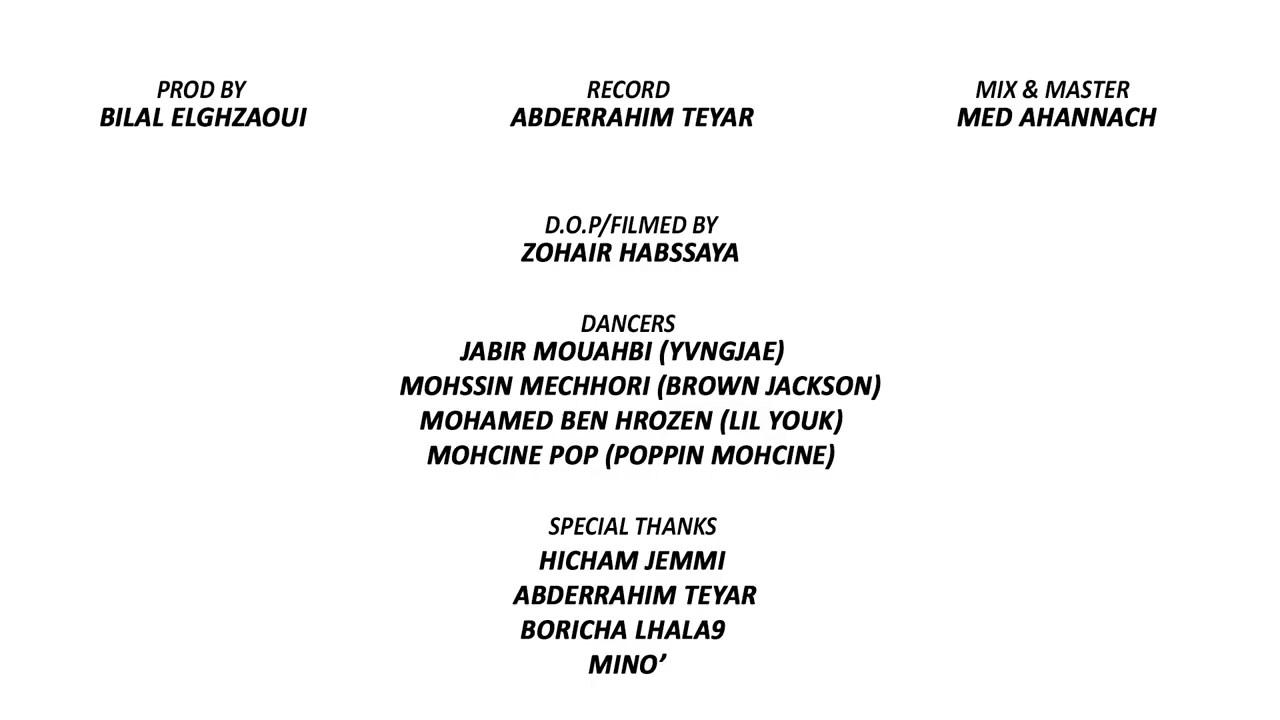 PROD BY
BILAL ELGHZAOUI
RECORD
ABDERRAHIM TEYAR
MIX & MASTER
MED AHANNACH
D.O.P/FILMED BY
ZOHAIR HABSSAYA
DANCERS
JABIR MOUAHBI (YVNGJAE)
MOHSSIN MECHHORI (BROWN JACKSON)
MOHAMED BEN HROZEN (LIL YOUK)
MOHCINE POP (POPPIN MOHCINE)
SPECIAL THANKS
HICHAM JEMMI
ABDERRAHIM TEYAR
BORICHA LHALA9
MINO’